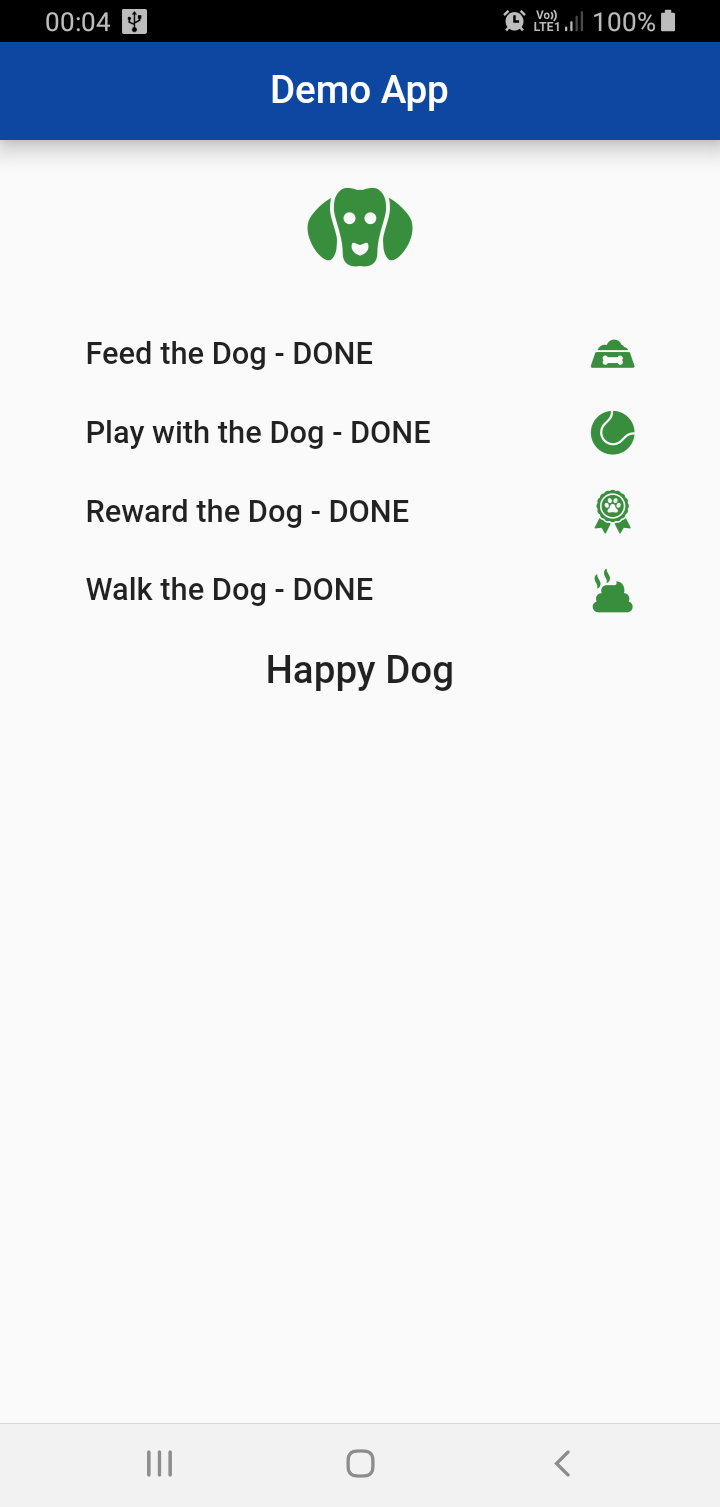 00:04 Vo) LTE1 100%
Demo App
Feed the Dog - DONE
Play with the Dog - DONE
Reward the Dog - DONE
Walk the Dog - DONE
Happy Dog